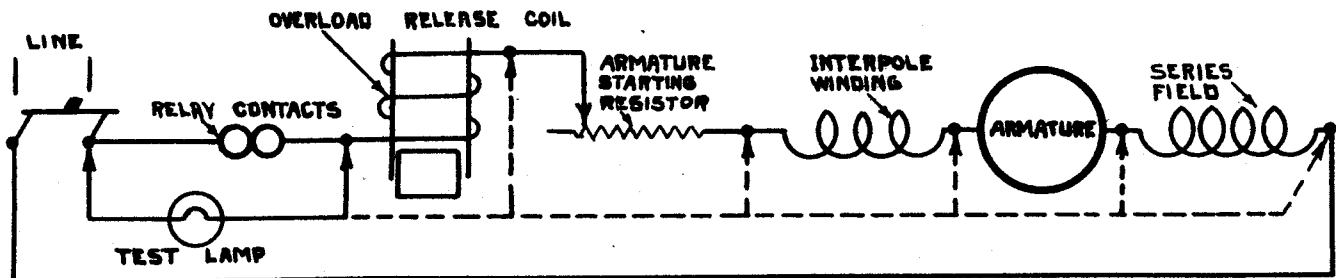 OVERLOAD RELEASE COIL
LINE
ARMATURE
STARTING
RESISTOR
INTERPOLE
WINDING
SERIES
FIELD
RELAY CONTACTS
ARMATURE
TEST LAMP